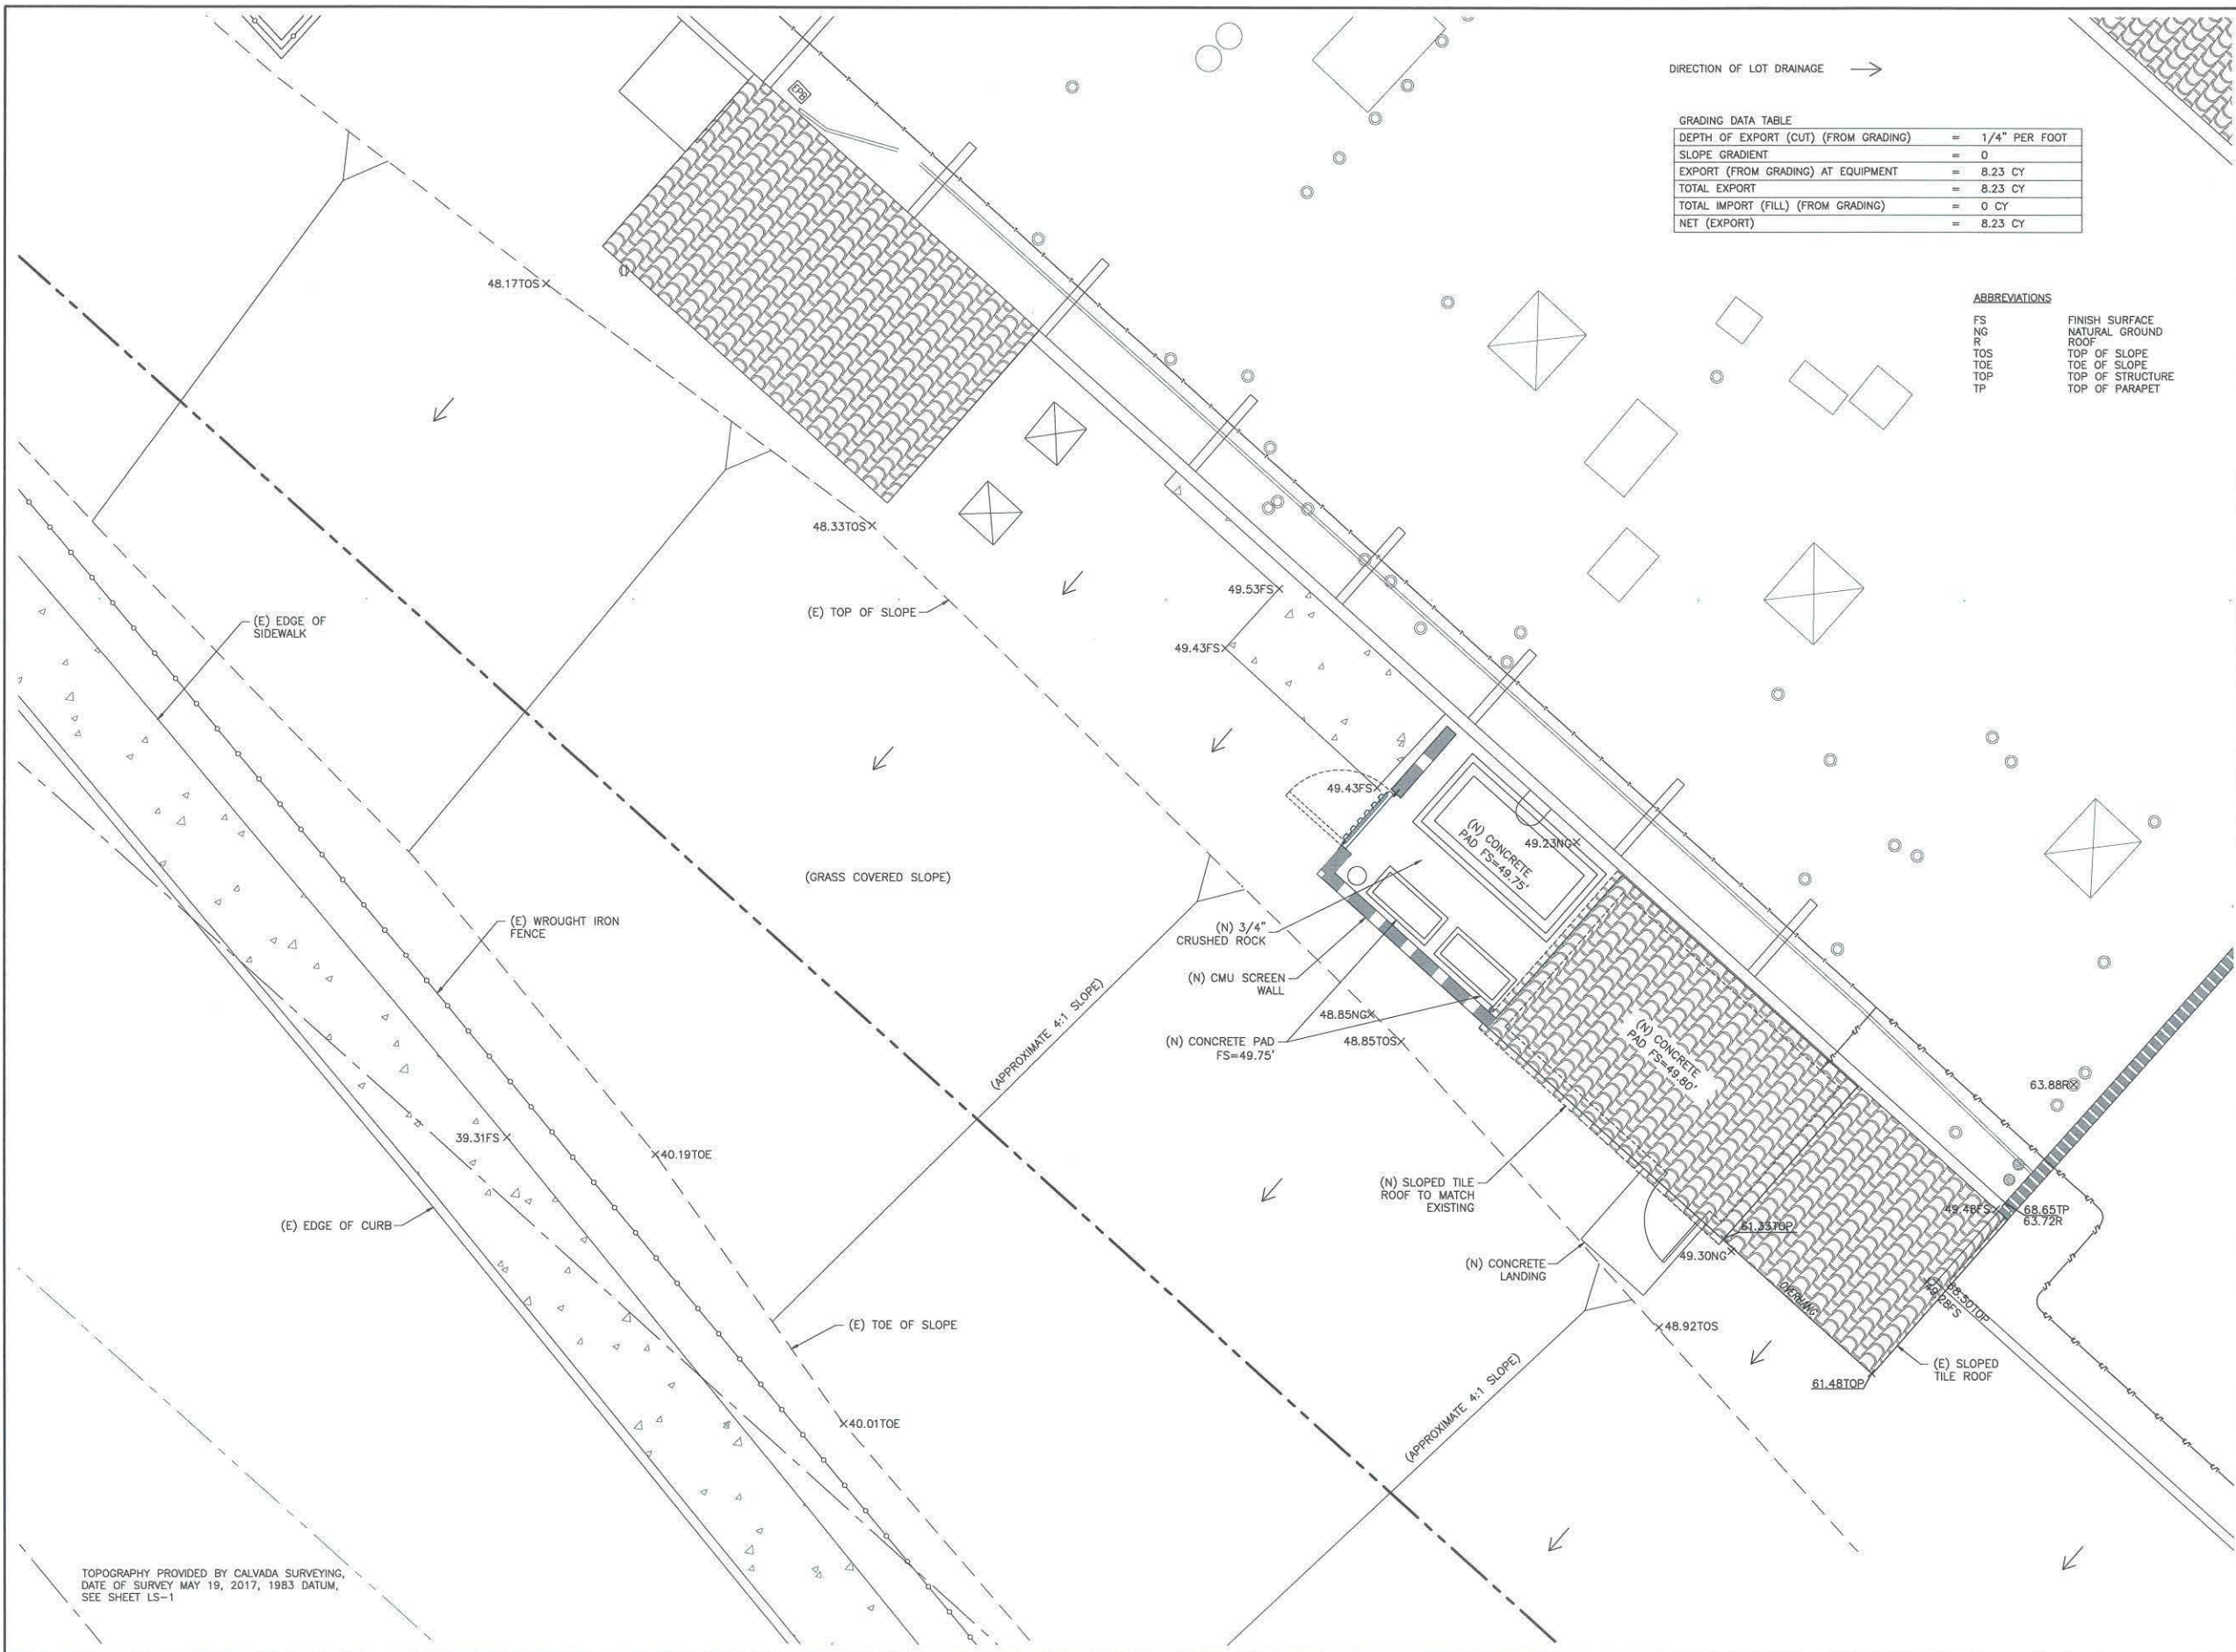 DIRECTION OF LOT DRAINAGE
GRADING DATA TABLE
DEPTH OF EXPORT (CUT) (FROM GRADING) = 1/4" PER FOOT
SLOPE GRADIENT = 0
EXPORT (FROM GRADING) AT EQUIPMENT = 8.23 CY
TOTAL EXPORT = 8.23 CY
TOTAL IMPORT (FILL) (FROM GRADING) = 0 CY
NET (EXPORT) = 8.23 CY
ABBREVIATIONS
FS FINISH SURFACE
NG NATURAL GROUND
R ROOF
TOS TOP OF SLOPE
TOE TOE OF SLOPE
TOP TOP OF STRUCTURE
TP TOP OF PARAPET
EPB
48.17TOS
48.33TOS
(E) TOP OF SLOPE
49.53FS
49.43FS
(E) EDGE OF
SIDEWALK
49.43FS
49.23NG
(N) CONCRETE
PAD FS=49.75'
(GRASS COVERED SLOPE)
(E) WROUGHT IRON
FENCE
(N) 3/4"
CRUSHED ROCK
(N) CMU SCREEN
WALL
48.85NG
(N) CONCRETE PAD
FS=49.75'
48.85TOS
(APPROXIMATE 4:1 SLOPE)
(N) CONCRETE
PAD FS=49.80'
63.88R
39.31FS
40.19TOE
(N) SLOPED TILE
ROOF TO MATCH
EXISTING
(E) EDGE OF CURB
61.33TOP
49.48FS
68.65TP
63.72R
49.30NG
(N) CONCRETE
LANDING
OVERHANG
68.50TOP
49.28FS
(E) TOE OF SLOPE
48.92TOS
(E) SLOPED
TILE ROOF
61.48TOP
(APPROXIMATE 4:1 SLOPE)
40.01TOE
TOPOGRAPHY PROVIDED BY CALVADA SURVEYING,
DATE OF SURVEY MAY 19, 2017, 1983 DATUM,
SEE SHEET LS-1